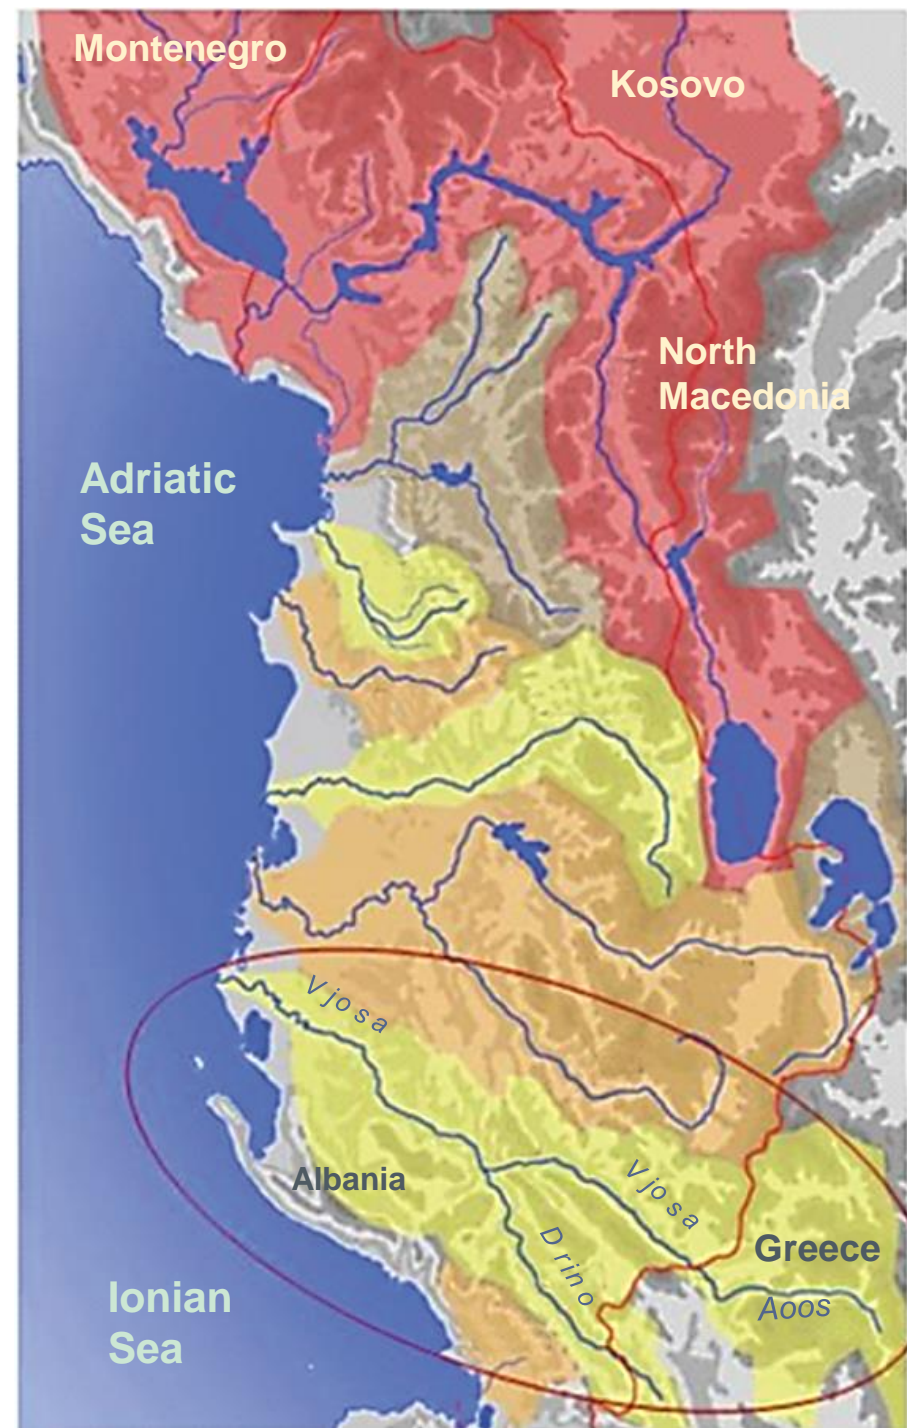 Montenegro
Kosovo
North
Macedonia
Adriatic
Sea
Vjosa
Albania
Vjosa
Drino
Greece
Aoos
Ionian
Sea